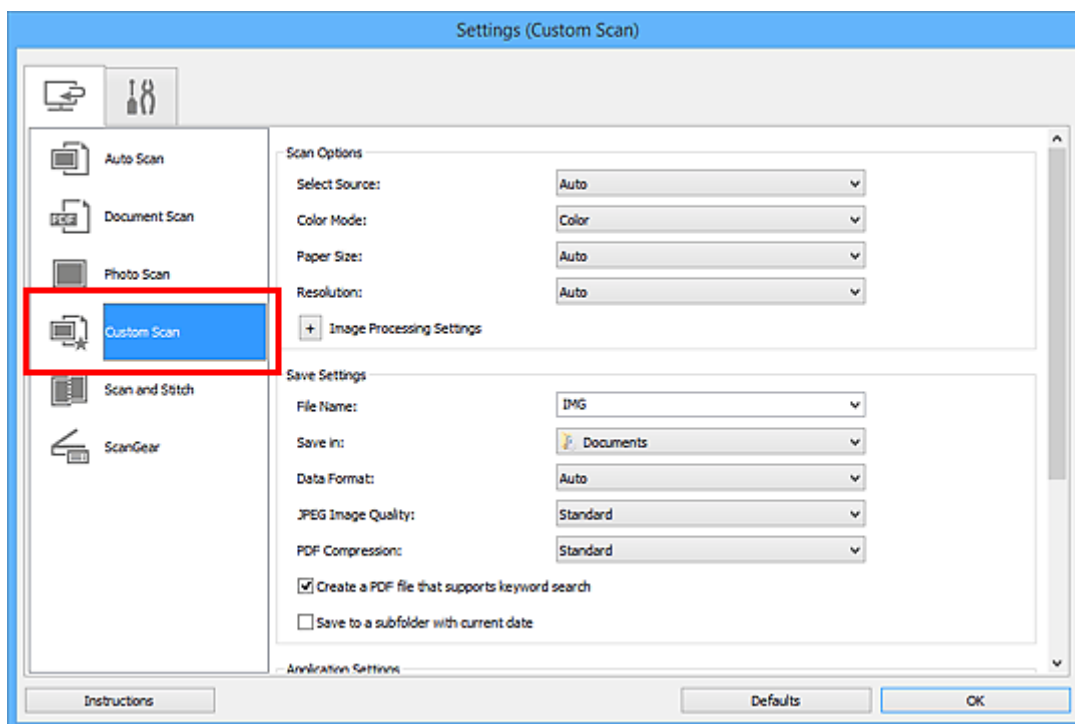 Settings (Custom Scan)
Auto Scan
PDF
Document Scan
Photo Scan
Custom Scan
Scan and Stitch
ScanGear
Scan Options
Select Source: Auto
Color Mode: Color
Paper Size: Auto
Resolution: Auto
+ Image Processing Settings
Save Settings
File Name: IMG
Save in: Documents
Data Format: Auto
JPEG Image Quality: Standard
PDF Compression: Standard
Create a PDF file that supports keyword search
Save to a subfolder with current date
Application Settings
Instructions Defaults OK